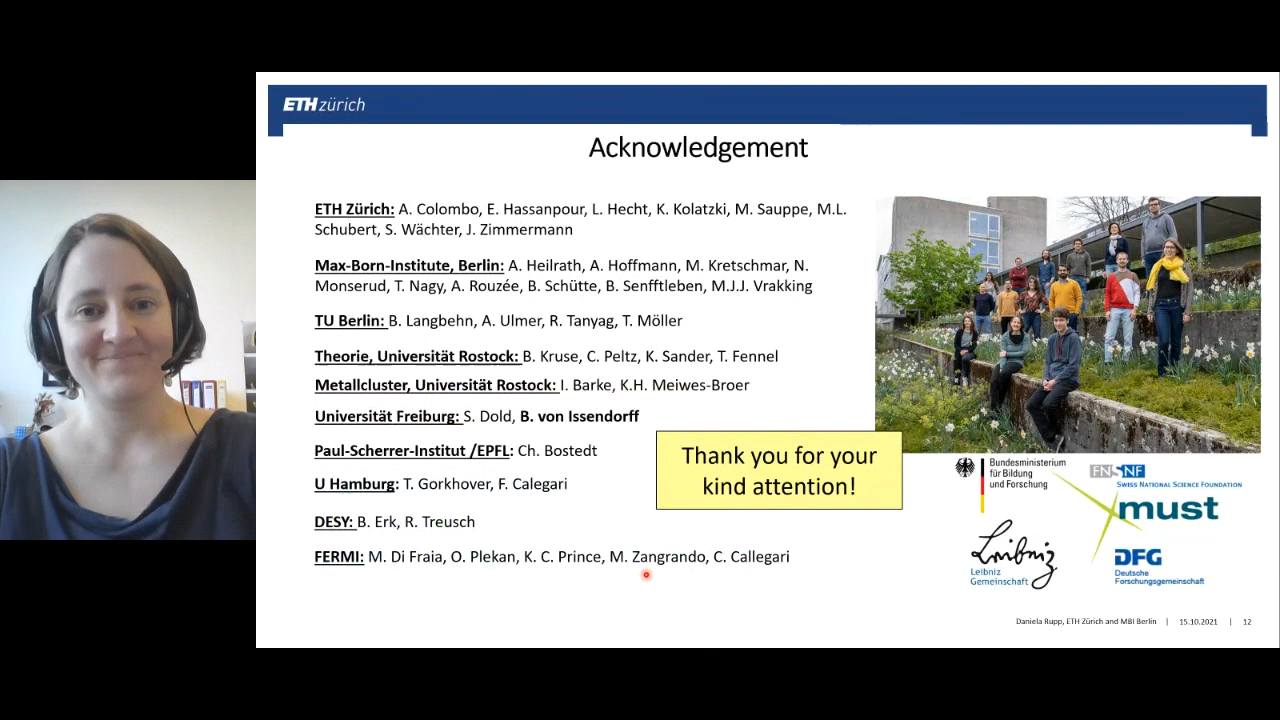 ETH zürich
Acknowledgement
ETH Zürich: A. Colombo, E. Hassanpour, L. Hecht, K. Kolatzki, M. Sauppe, M.L.
Schubert, S. Wächter, J. Zimmermann
Max-Born-Institute, Berlin: A. Heilrath, A. Hoffmann, M. Kretschmar, N.
Monserud, T. Nagy, A. Rouzée, B. Schütte, B. Senfftleben, M.J.J. Vrakking
TU Berlin: B. Langbehn, A. Ulmer, R. Tanyag, T. Möller
Theorie, Universität Rostock: B. Kruse, C. Peltz, K. Sander, T. Fennel
Metallcluster, Universität Rostock: I. Barke, K.H. Meiwes-Broer
Universität Freiburg: S. Dold, B. von Issendorff
Paul-Scherrer-Institut /EPFL: Ch. Bostedt
U Hamburg: T. Gorkhover, F. Calegari
DESY: B. Erk, R. Treusch
FERMI: M. Di Fraia, O. Plekan, K. C. Prince, M. Zangrando, C. Callegari
Thank you for your
kind attention!
Bundesministerium
für Bildung
und Forschung
FNSNF
SWISS NATIONAL SCIENCE FOUNDATION
must
Leibniz
Leibniz
Gemeinschaft
DFG
Deutsche
Forschungsgemeinschaft
Daniela Rupp, ETH Zürich and MBI Berlin | 15.10.2021 | 12